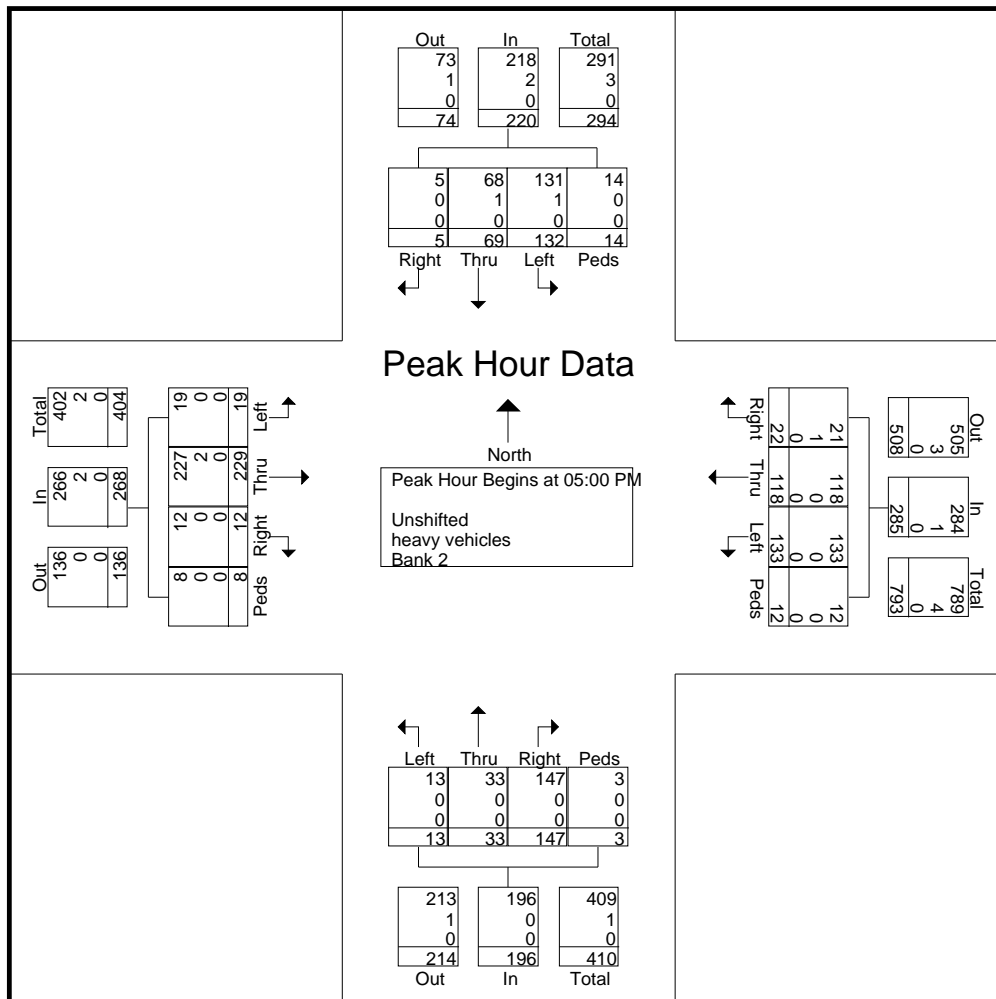 Out In Total
73 218 291
1 2 3
0 0 0
74 220 294
5 68 131 14
0 1 1 0
0 0 0 0
5 69 132 14
Right Thru Left Peds
Peak Hour Data
North
Peak Hour Begins at 05:00 PM
Unshifted
heavy vehicles
Bank 2
Total
402
2
0
404
In
266
2
0
268
Out
136
0
0
136
19
0
0
19
Left
227
2
0
229
Thru
12
0
0
12
Right
8
0
0
8
Peds
Right
21
1
0
22
Thru
118
0
0
118
Left
133
0
0
133
Peds
12
0
0
12
Out
505
3
0
508
In
284
1
0
285
Total
789
4
0
793
Left Thru Right Peds
13 33 147 3
0 0 0 0
0 0 0 0
13 33 147 3
213 196 409
1 0 1
0 0 0
214 196 410
Out In Total